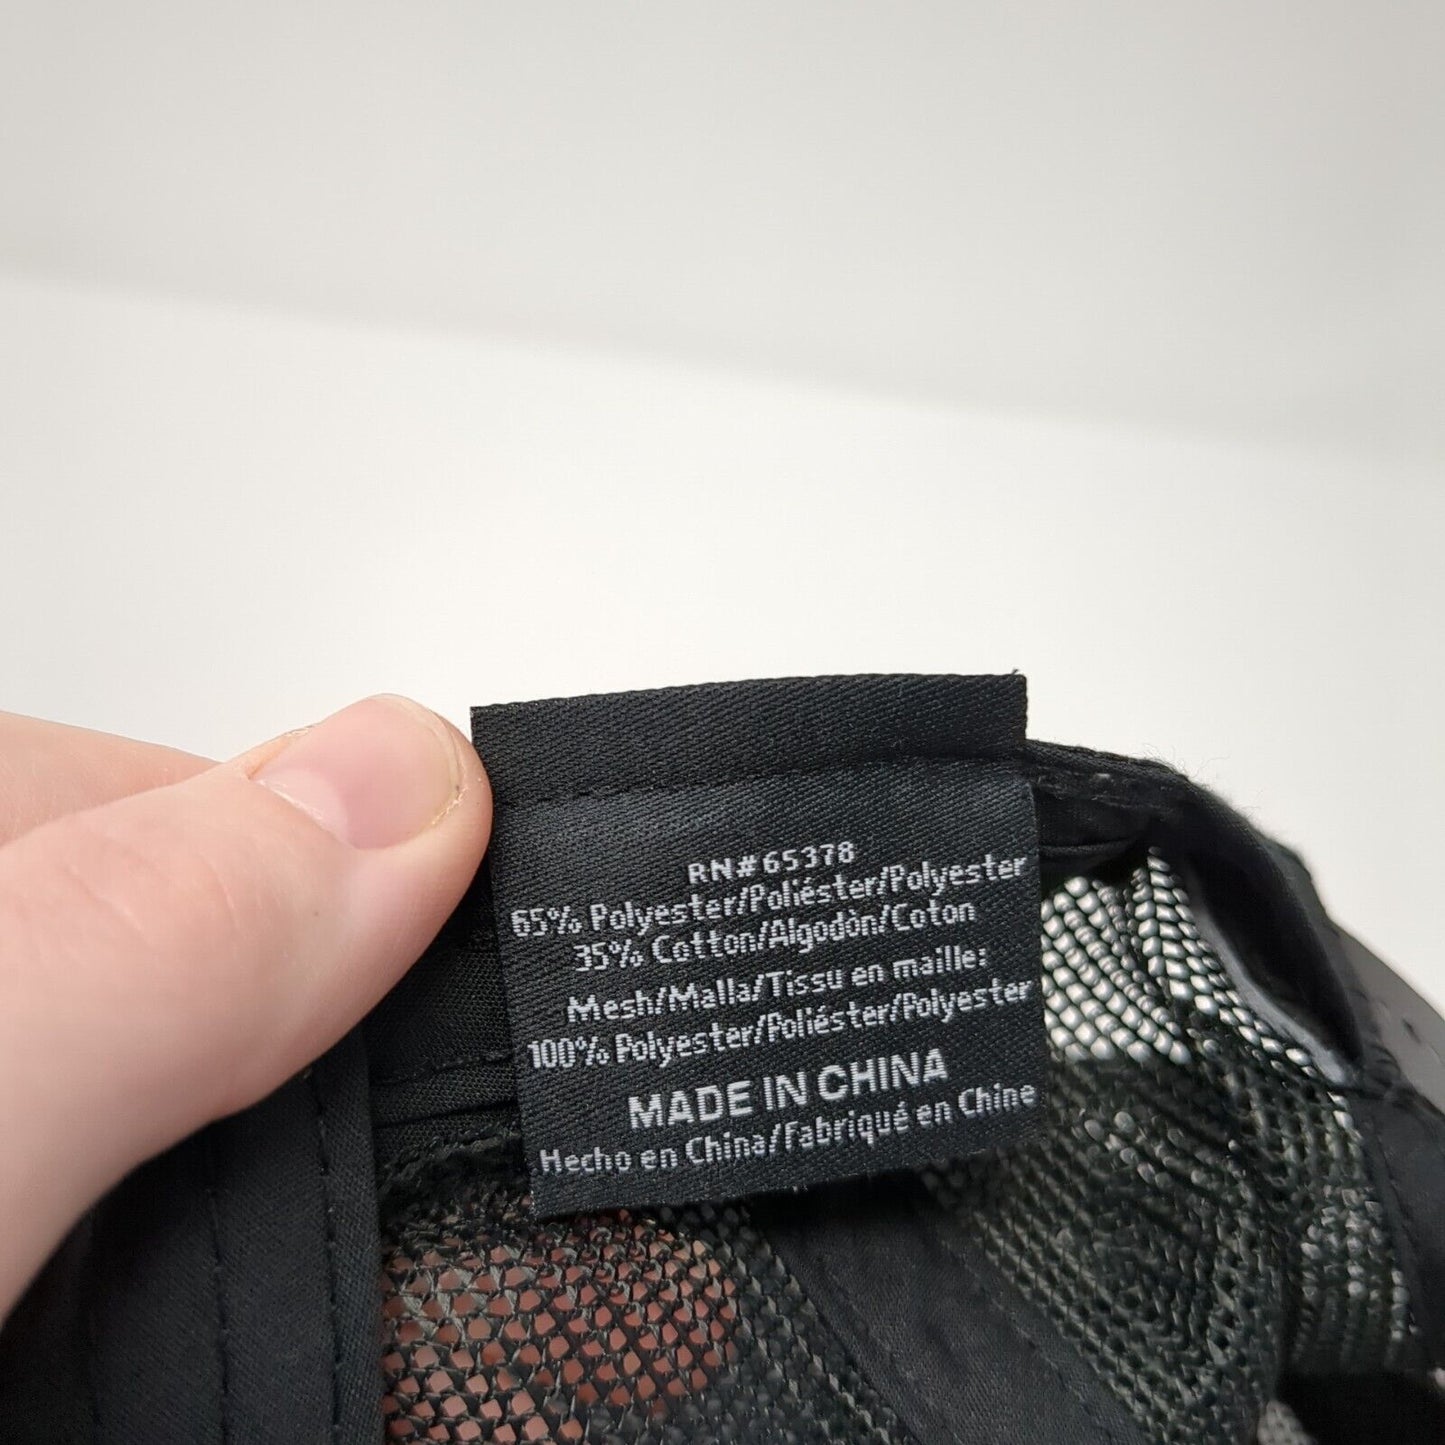 RN#65378
65% Polyester/Poliéster/Polyester
35% Cotton/Algodòn/Coton
Mesh/Malla/Tissu en maille:
100% Polyester/Poliéster/Polyester
MADE IN CHINA
Hecho en China/Fabriqué en Chine